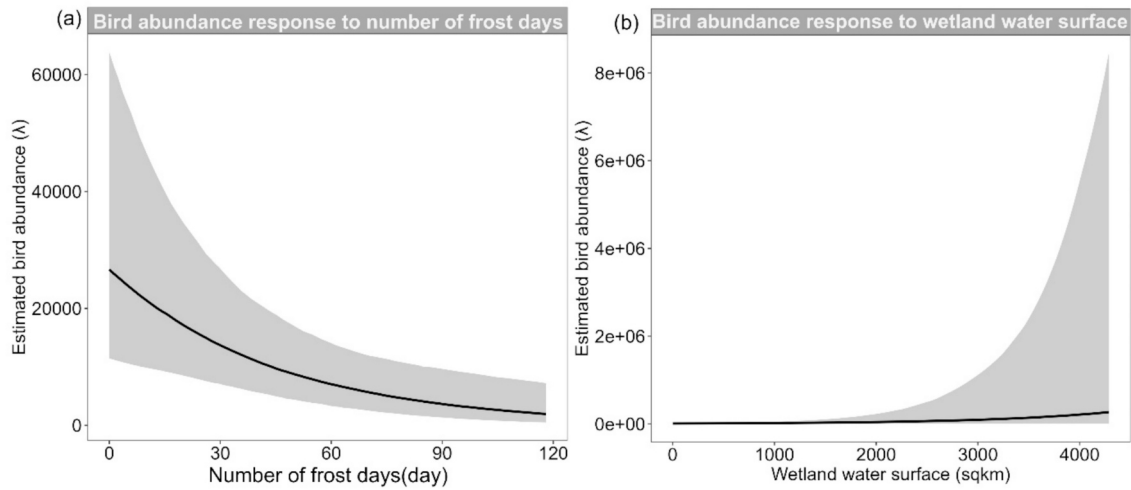 (a)
Bird abundance response to number of frost days
Estimated bird abundance (λ)
60000
40000
20000
0
0 30 60 90 120
Number of frost days(day)
(b)
Bird abundance response to wetland water surface
Estimated bird abundance (λ)
8e+06
6e+06
4e+06
2e+06
0e+00
0 1000 2000 3000 4000
Wetland water surface (sqkm)